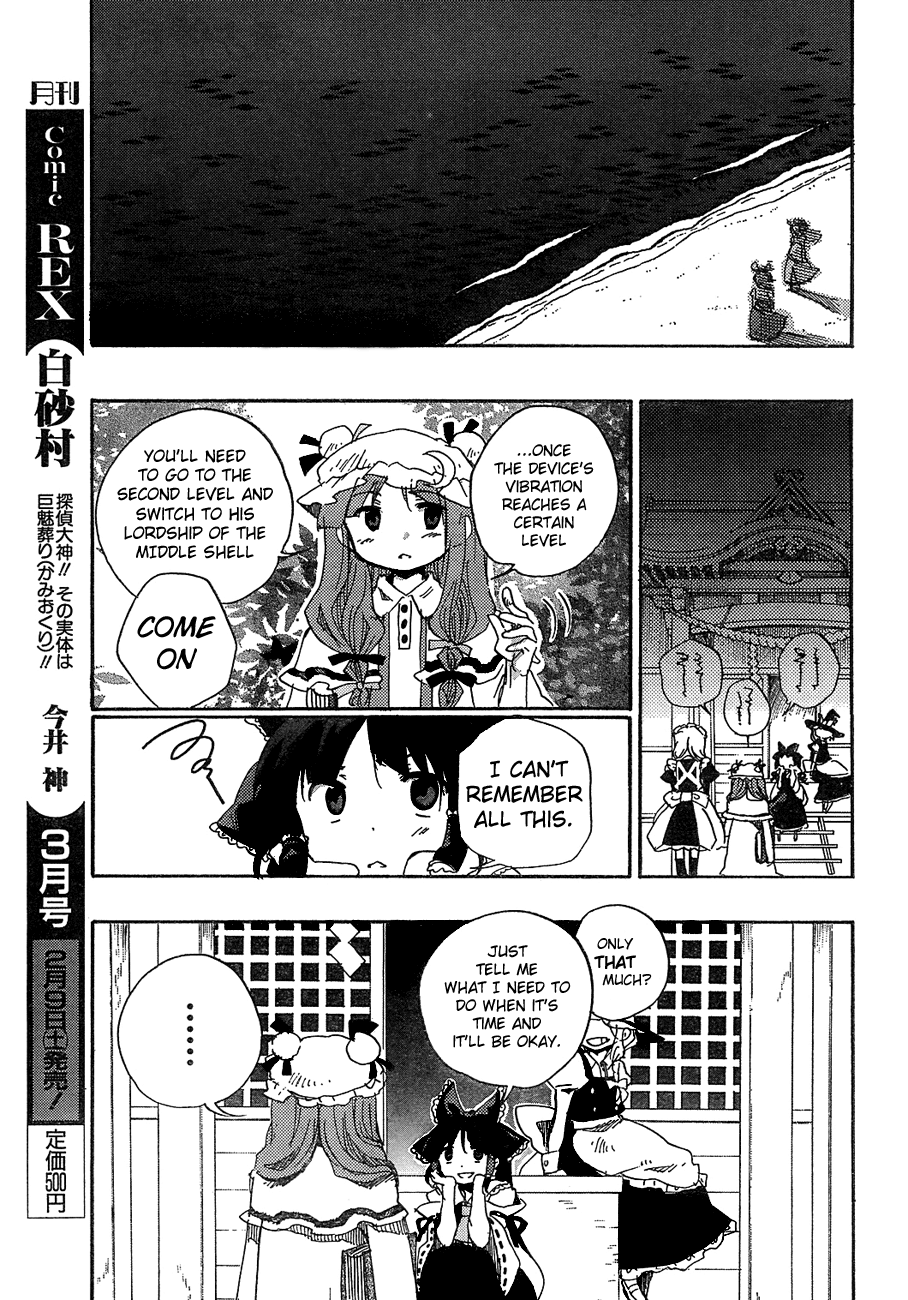 ...ONCE
THE DEVICE'S
VIBRATION
REACHES A
CERTAIN
LEVEL
YOU'LL NEED
TO GO TO THE
SECOND LEVEL AND
SWITCH TO HIS
LORDSHIP OF THE
MIDDLE SHELL
COME
ON
I CAN'T
REMEMBER
ALL THIS.
ONLY
THAT
MUCH?
JUST
TELL ME
WHAT I NEED TO
DO WHEN IT'S
TIME AND
IT'LL BE OKAY.
......
月刊
Comic REX
白砂村
探偵大神!! その実体は
巨魁葬り(かみおくり)!!
今井 神
3月号
2月9日土発売!
定価500円